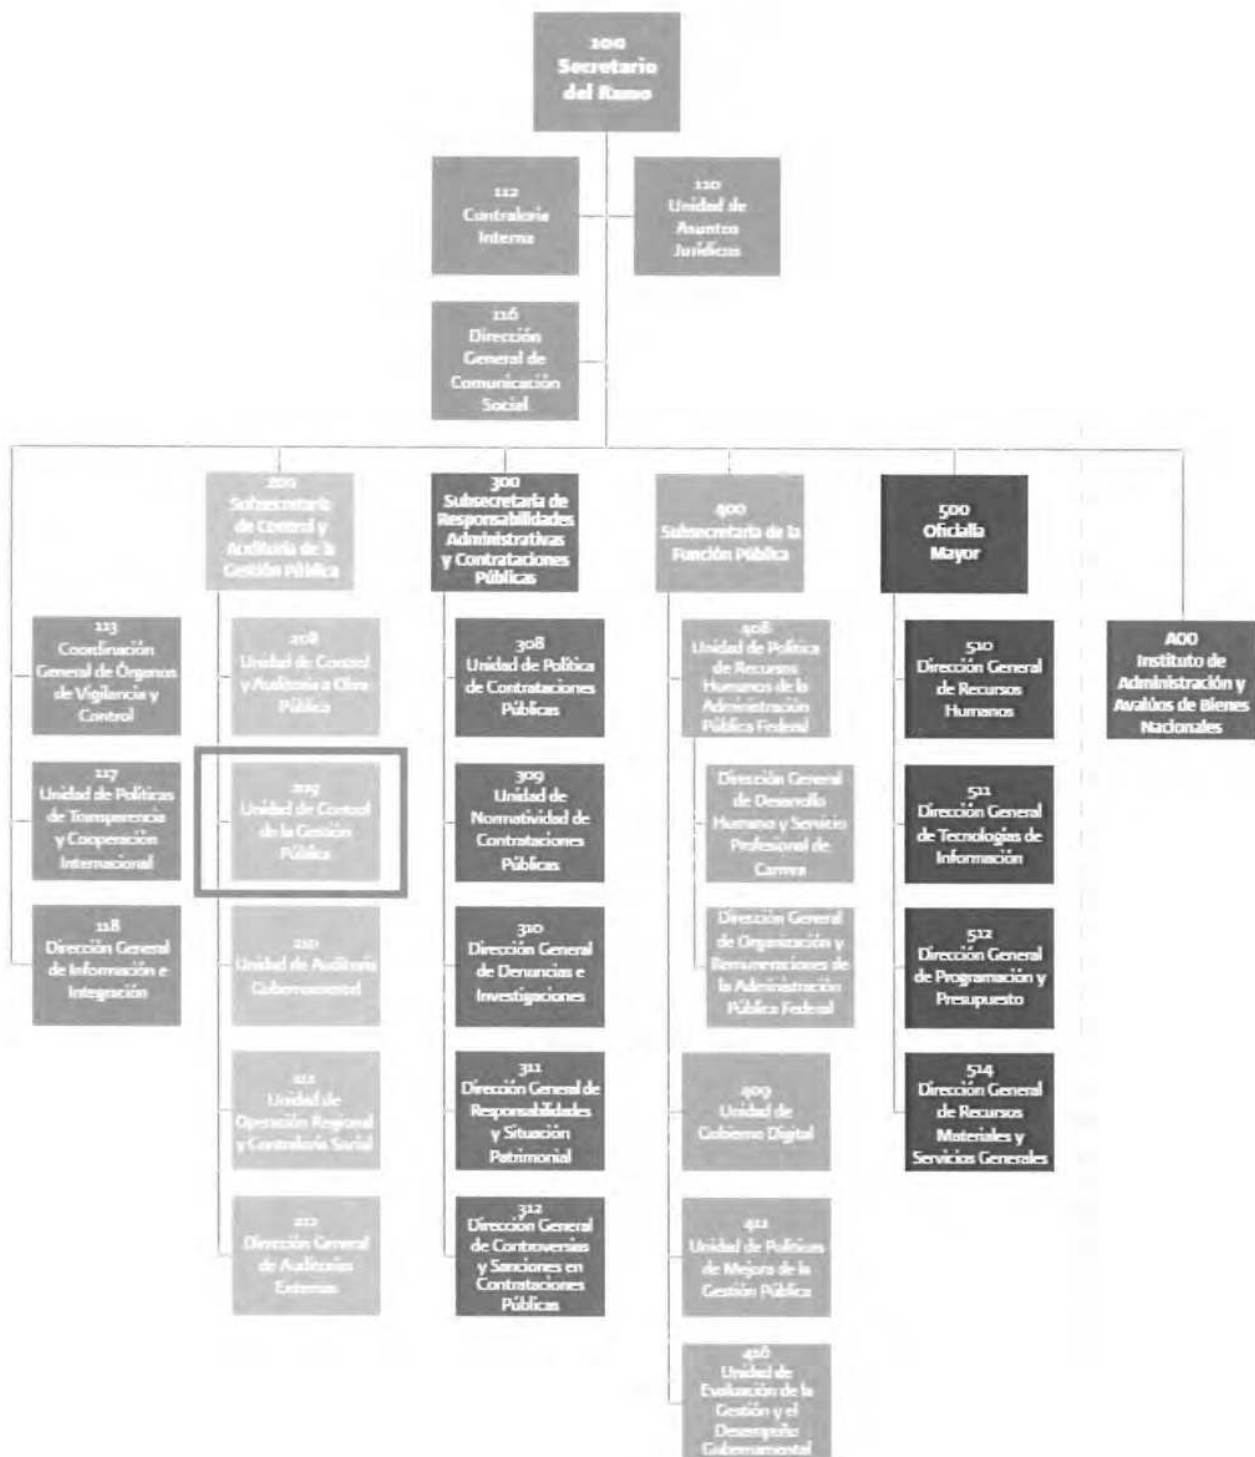 100
Secretario
del Ramo
112
Contraloría
Interna
110
Unidad de
Asuntos
Jurídicos
116
Dirección
General de
Comunicación
Social
200
Subsecretaría
de Control y
Auditoría de la
Gestión Pública
300
Subsecretaría de
Responsabilidades
Administrativas
y Contrataciones
Públicas
400
Subsecretaría de la
Función Pública
500
Oficialía
Mayor
113
Coordinación
General de Órganos
de Vigilancia y
Control
208
Unidad de Control
y Auditoría a Obra
Pública
308
Unidad de Política
de Contrataciones
Públicas
408
Unidad de Política
de Recursos
Humanos de la
Administración
Pública Federal
510
Dirección General
de Recursos
Humanos
A00
Instituto de
Administración y
Avalúos de Bienes
Nacionales
117
Unidad de Políticas
de Transparencia
y Cooperación
Internacional
209
Unidad de Control
de la Gestión
Pública
309
Unidad de
Normatividad de
Contrataciones
Públicas
Dirección General
de Desarrollo
Humano y Servicio
Profesional de
Carrera
511
Dirección General
de Tecnologías de
Información
118
Dirección General
de Información e
Integración
210
Unidad de Auditoría
Gubernamental
310
Dirección General
de Denuncias e
Investigaciones
Dirección General
de Organización y
Remuneraciones de
la Administración
Pública Federal
512
Dirección General
de Programación y
Presupuesto
211
Unidad de
Operación Regional
y Contraloría Social
311
Dirección General de
Responsabilidades
y Situación
Patrimonial
409
Unidad de
Gobierno Digital
514
Dirección General
de Recursos
Materiales y
Servicios Generales
212
Dirección General
de Auditorías
Externas
312
Dirección General
de Controversias
y Sanciones en
Contrataciones
Públicas
411
Unidad de Políticas
de Mejora de la
Gestión Pública
416
Unidad de
Evaluación de la
Gestión y el
Desempeño
Gubernamental